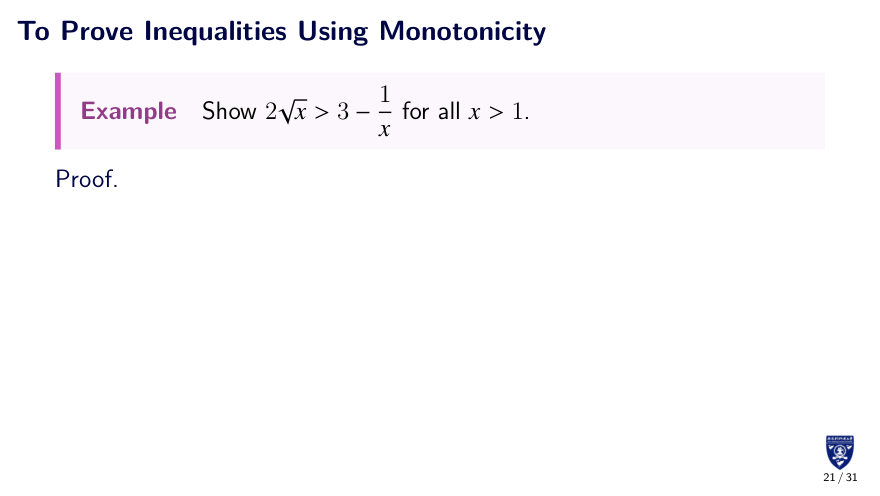 To Prove Inequalities Using Monotonicity
Example Show 2√x > 3 − 1/x for all x > 1.
Proof.
21 / 31